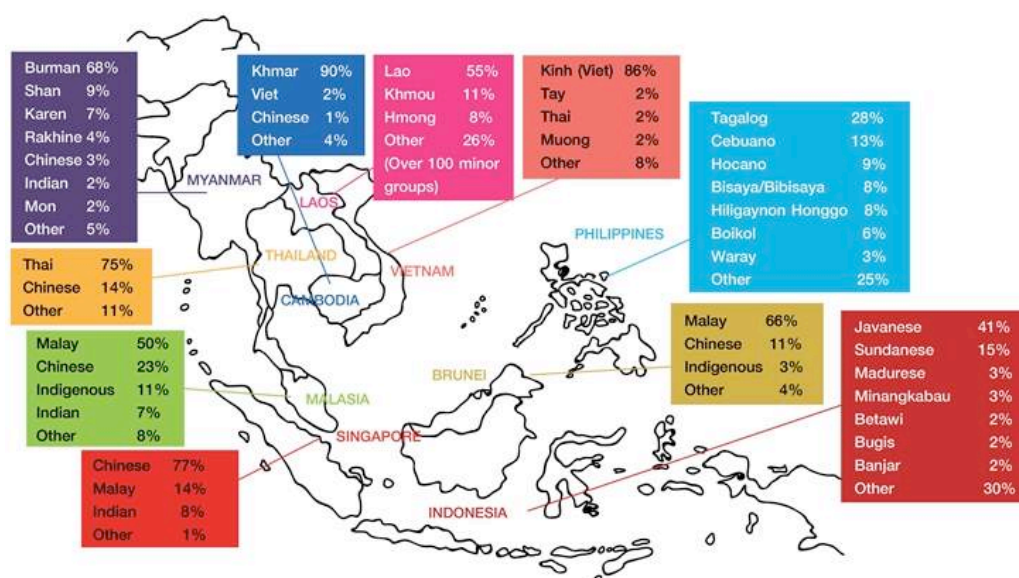 Burman 68%
Shan 9%
Karen 7%
Rakhine 4%
Chinese 3%
Indian 2%
Mon 2%
Other 5%
MYANMAR
Khmar 90%
Viet 2%
Chinese 1%
Other 4%
Lao 55%
Khmou 11%
Hmong 8%
Other 26%
(Over 100 minor
groups)
LAOS
Kinh (Viet) 86%
Tay 2%
Thai 2%
Muong 2%
Other 8%
Tagalog 28%
Cebuano 13%
Hocano 9%
Bisaya/Bibisaya 8%
Hiligaynon Honggo 8%
Boikol 6%
Waray 3%
Other 25%
PHILIPPINES
THAILAND
VIETNAM
CAMBODIA
Thai 75%
Chinese 14%
Other 11%
Malay 50%
Chinese 23%
Indigenous 11%
Indian 7%
Other 8%
MALASIA
BRUNEI
Malay 66%
Chinese 11%
Indigenous 3%
Other 4%
Javanese 41%
Sundanese 15%
Madurese 3%
Minangkabau 3%
Betawi 2%
Bugis 2%
Banjar 2%
Other 30%
SINGAPORE
Chinese 77%
Malay 14%
Indian 8%
Other 1%
INDONESIA